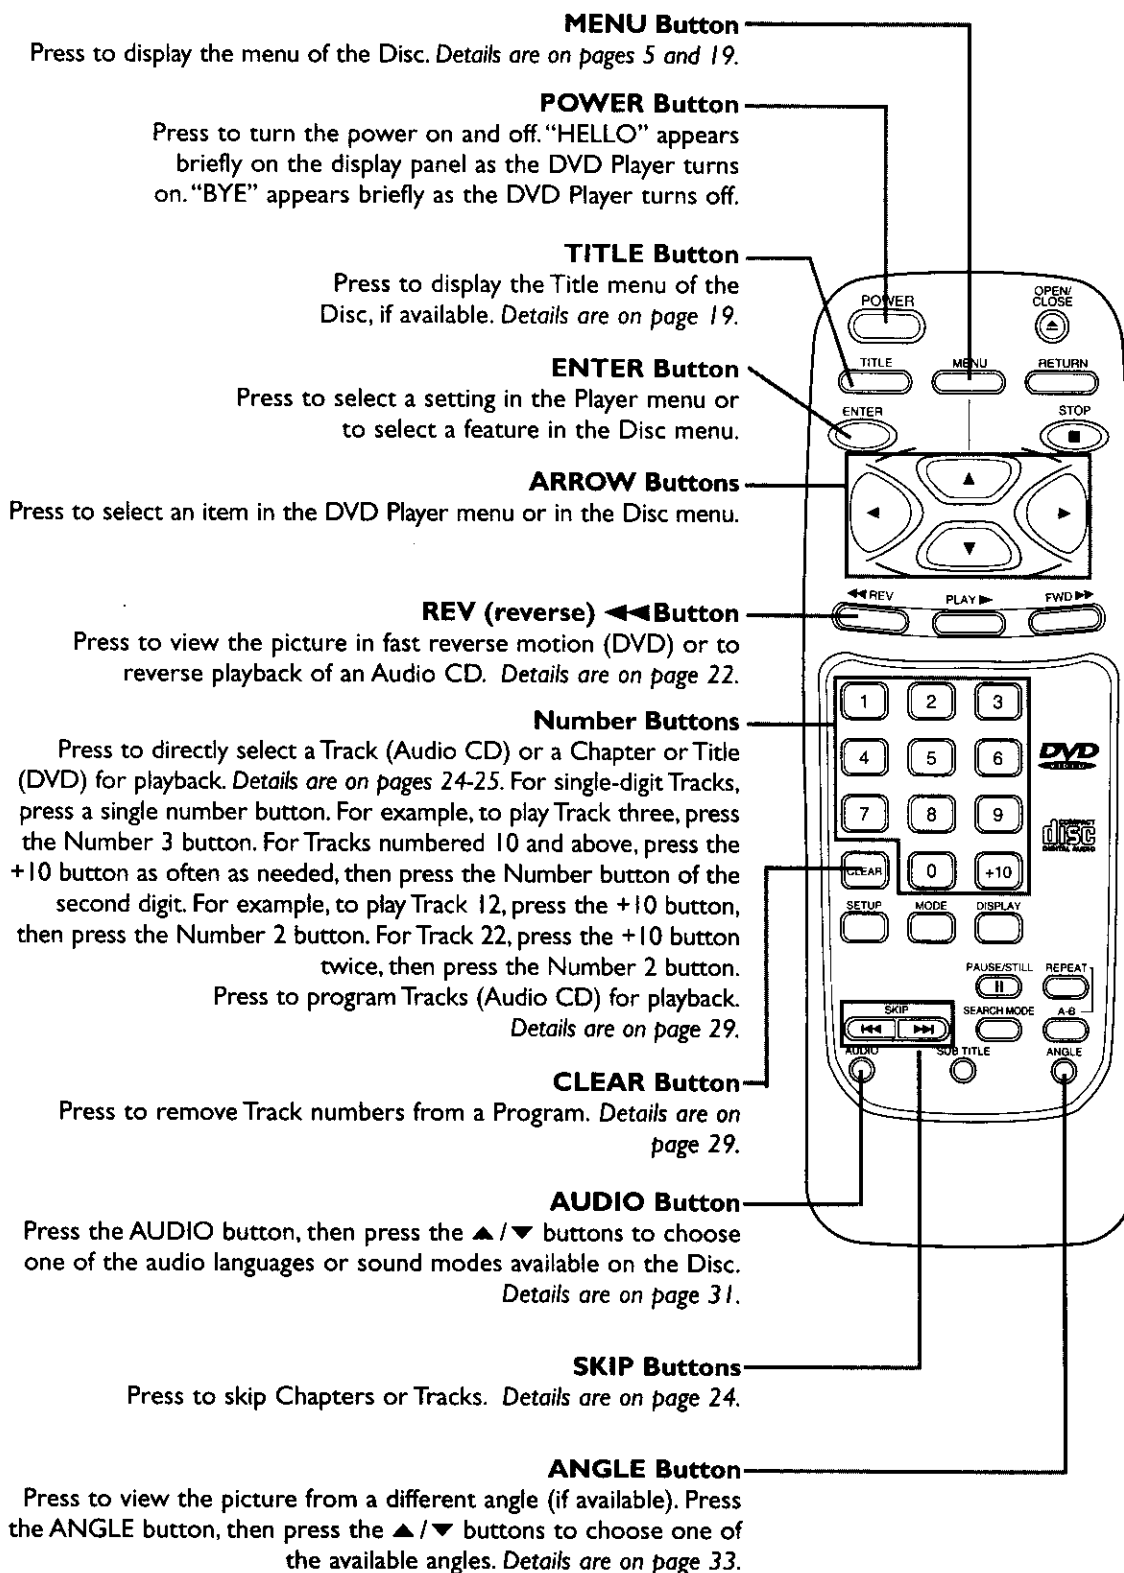 MENU Button
Press to display the menu of the Disc. Details are on pages 5 and 19.
POWER Button
Press to turn the power on and off. “HELLO” appears
briefly on the display panel as the DVD Player turns
on. “BYE” appears briefly as the DVD Player turns off.
TITLE Button
Press to display the Title menu of the
Disc, if available. Details are on page 19.
ENTER Button
Press to select a setting in the Player menu or
to select a feature in the Disc menu.
ARROW Buttons
Press to select an item in the DVD Player menu or in the Disc menu.
REV (reverse) ◀◀ Button
Press to view the picture in fast reverse motion (DVD) or to
reverse playback of an Audio CD. Details are on page 22.
Number Buttons
Press to directly select a Track (Audio CD) or a Chapter or Title
(DVD) for playback. Details are on pages 24-25. For single-digit Tracks,
press a single number button. For example, to play Track three, press
the Number 3 button. For Tracks numbered 10 and above, press the
+10 button as often as needed, then press the Number button of the
second digit. For example, to play Track 12, press the +10 button,
then press the Number 2 button. For Track 22, press the +10 button
twice, then press the Number 2 button.
Press to program Tracks (Audio CD) for playback.
Details are on page 29.
CLEAR Button
Press to remove Track numbers from a Program. Details are on
page 29.
AUDIO Button
Press the AUDIO button, then press the ▲/▼ buttons to choose
one of the audio languages or sound modes available on the Disc.
Details are on page 31.
SKIP Buttons
Press to skip Chapters or Tracks. Details are on page 24.
ANGLE Button
Press to view the picture from a different angle (if available). Press
the ANGLE button, then press the ▲/▼ buttons to choose one of
the available angles. Details are on page 33.
POWER
OPEN/
CLOSE
TITLE MENU RETURN
ENTER STOP
◀◀ REV PLAY ▶ FWD ▶▶
1 2 3
4 5 6
DVD
VIDEO
7 8 9
COMPACT
disc
DIGITAL AUDIO
CLEAR 0 +10
SETUP MODE DISPLAY
PAUSE/STILL REPEAT
SKIP SEARCH MODE A-B
AUDIO SUB TITLE ANGLE